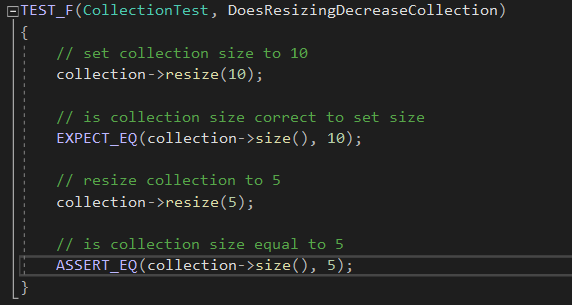 TEST_F(CollectionTest, DoesResizingDecreaseCollection)
{
// set collection size to 10
collection->resize(10);
// is collection size correct to set size
EXPECT_EQ(collection->size(), 10);
// resize collection to 5
collection->resize(5);
// is collection size equal to 5
ASSERT_EQ(collection->size(), 5);
}